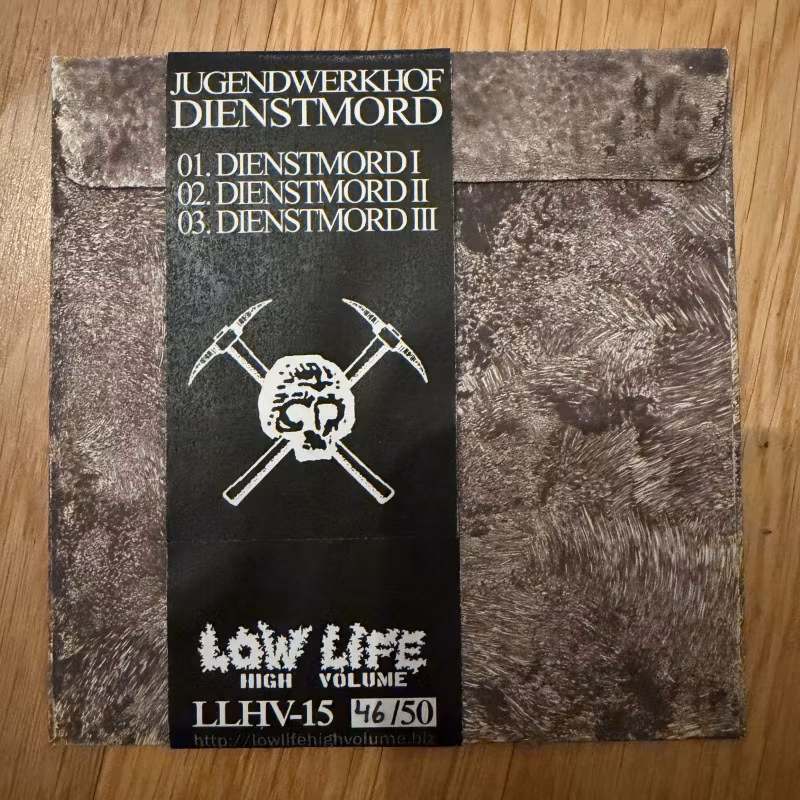 JUGENDWERKHOF
DIENSTMORD
01. DIENSTMORD I
02. DIENSTMORD II
03. DIENSTMORD III
LOW LIFE
HIGH VOLUME
LLHV-15 46/50
http://lowlifehighvolume.biz